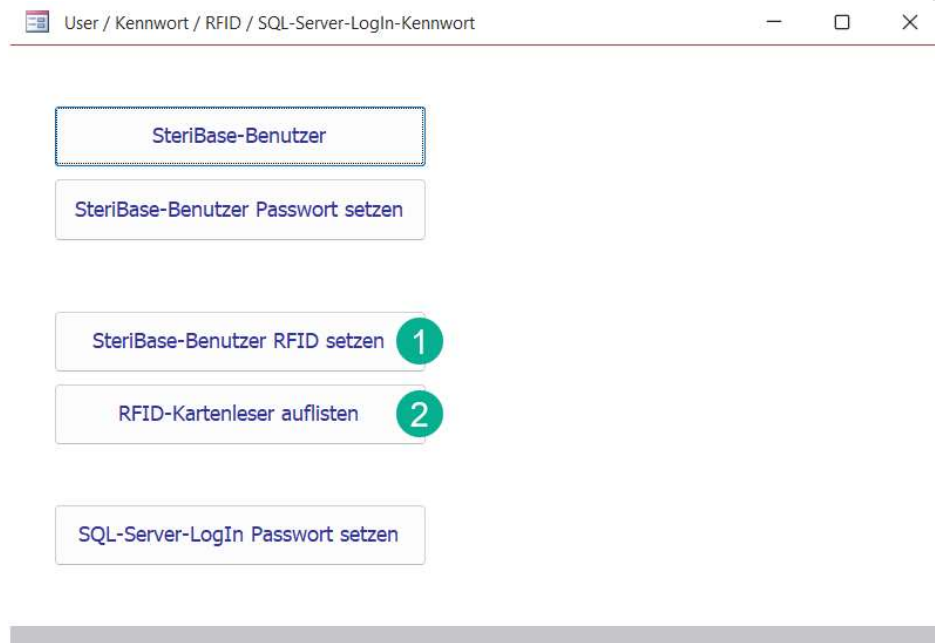 User / Kennwort / RFID / SQL-Server-LogIn-Kennwort
SteriBase-Benutzer
SteriBase-Benutzer Passwort setzen
SteriBase-Benutzer RFID setzen 1
RFID-Kartenleser auflisten 2
SQL-Server-LogIn Passwort setzen